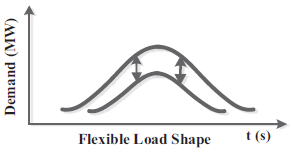 Demand (MW)
Flexible Load Shape
t (s)